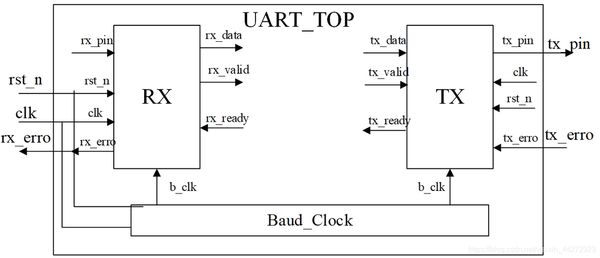 UART_TOP
rx_pin
rx_data
tx_data
tx_pin
tx_pin
rst_n
rst_n
rx_valid
tx_valid
clk
RX
TX
clk
clk
rx_ready
tx_ready
rst_n
rx_erro
rx_erro
tx_erro
tx_erro
b_clk
b_clk
Baud_Clock